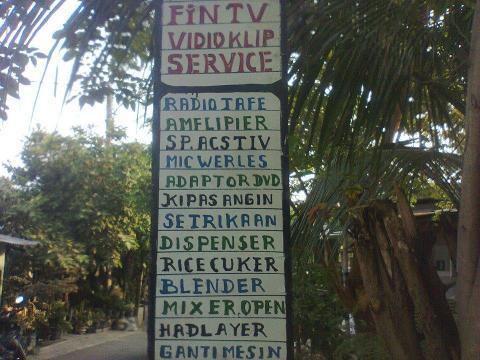 FiN TV
VIDIO KLIP
SERVICE
RADIO TAFE
AMFLIPIER
SP. ACSTIV
MIC WERLES
ADAPTOR DVD
KIPAS ANGIN
SETRIKAAN
DISPENSER
RICE CUKER
BLENDER
MIXER. OPEN
HADLAYER
GANTI MESIN